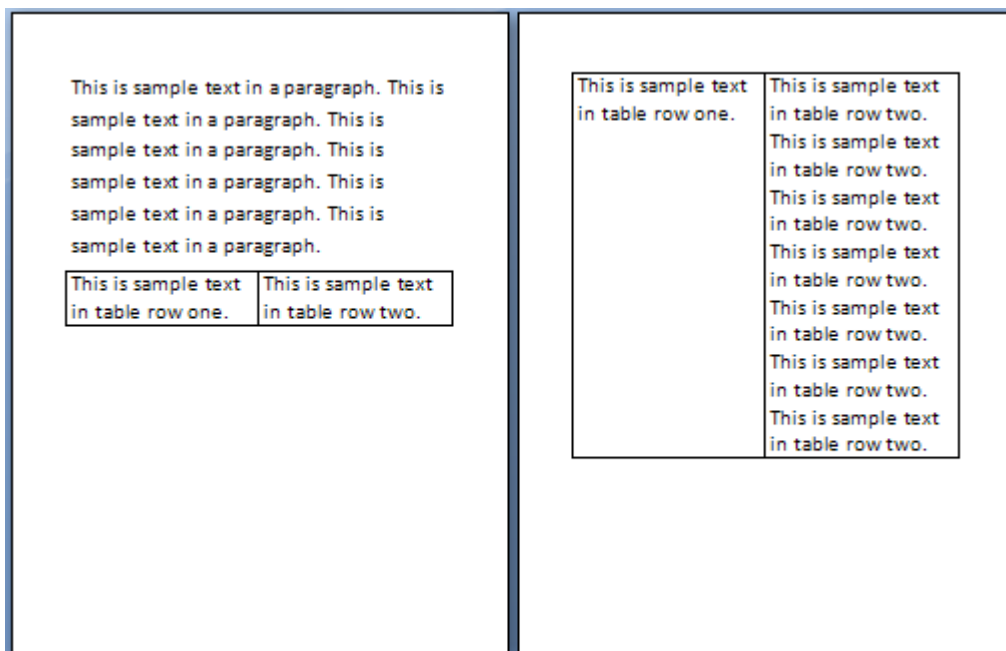 This is sample text in a paragraph. This is
sample text in a paragraph. This is
sample text in a paragraph. This is
sample text in a paragraph. This is
sample text in a paragraph. This is
sample text in a paragraph.
This is sample text
in table row one.
This is sample text
in table row two.
This is sample text
in table row one.
This is sample text
in table row two.
This is sample text
in table row two.
This is sample text
in table row two.
This is sample text
in table row two.
This is sample text
in table row two.
This is sample text
in table row two.
This is sample text
in table row two.